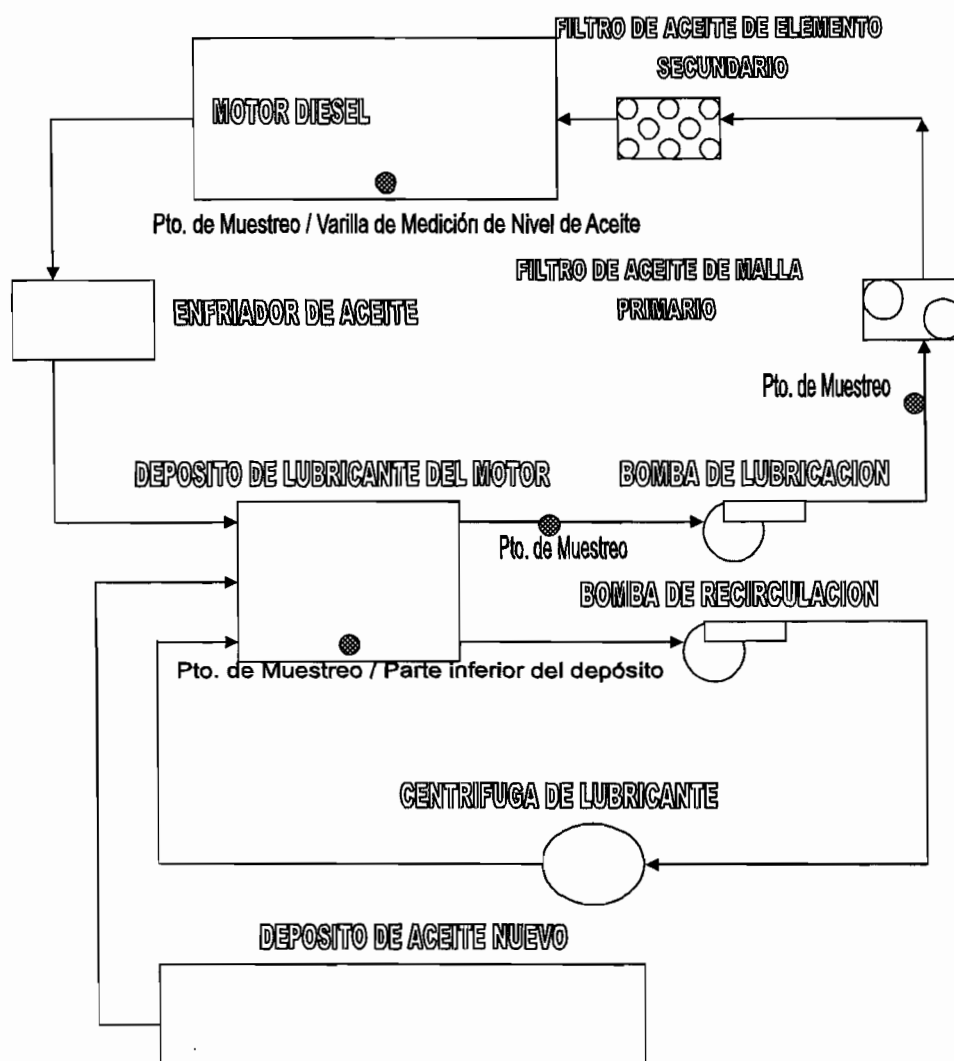 FILTRO DE ACEITE DE ELEMENTO
SECUNDARIO
MOTOR DIESEL
Pto. de Muestreo / Varilla de Medición de Nivel de Aceite
FILTRO DE ACEITE DE MALLA
PRIMARIO
ENFRIADOR DE ACEITE
Pto. de Muestreo
DEPOSITO DE LUBRICANTE DEL MOTOR
BOMBA DE LUBRICACION
Pto. de Muestreo
BOMBA DE RECIRCULACION
Pto. de Muestreo / Parte inferior del depósito
CENTRIFUGA DE LUBRICANTE
DEPOSITO DE ACEITE NUEVO